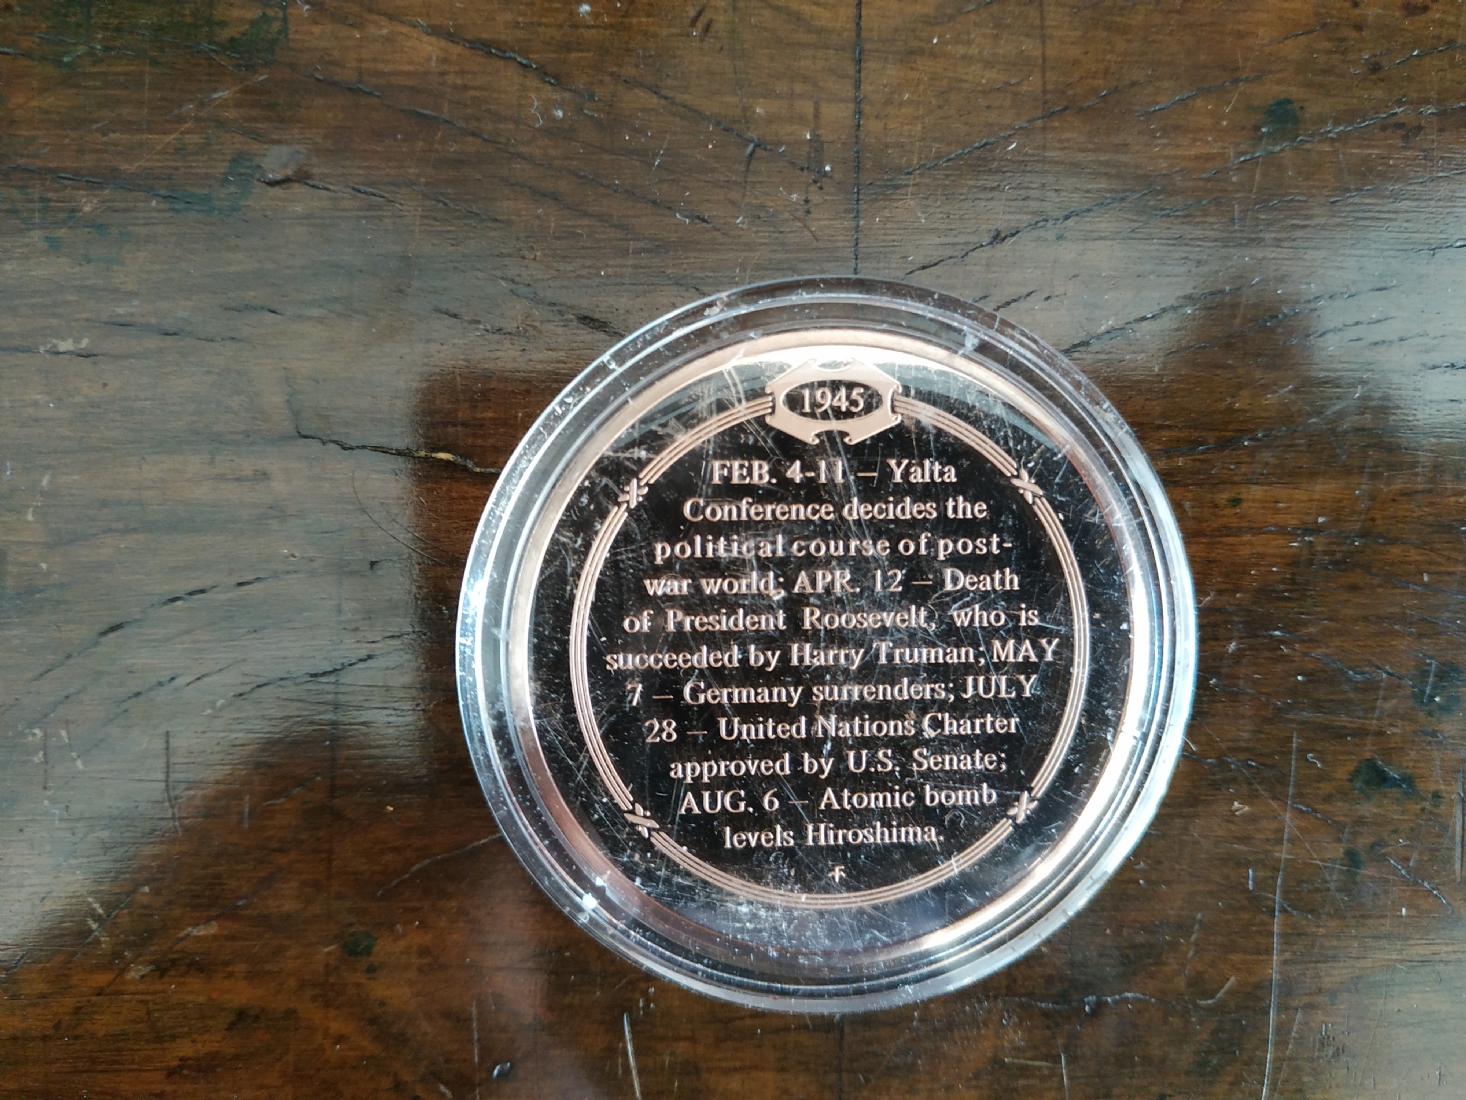 1945
FEB. 4-11 – Yalta
Conference decides the
political course of post-
war world; APR. 12 – Death
of President Roosevelt, who is
succeeded by Harry Truman; MAY
7 – Germany surrenders; JULY
28 – United Nations Charter
approved by U.S. Senate;
AUG. 6 – Atomic bomb
levels Hiroshima.